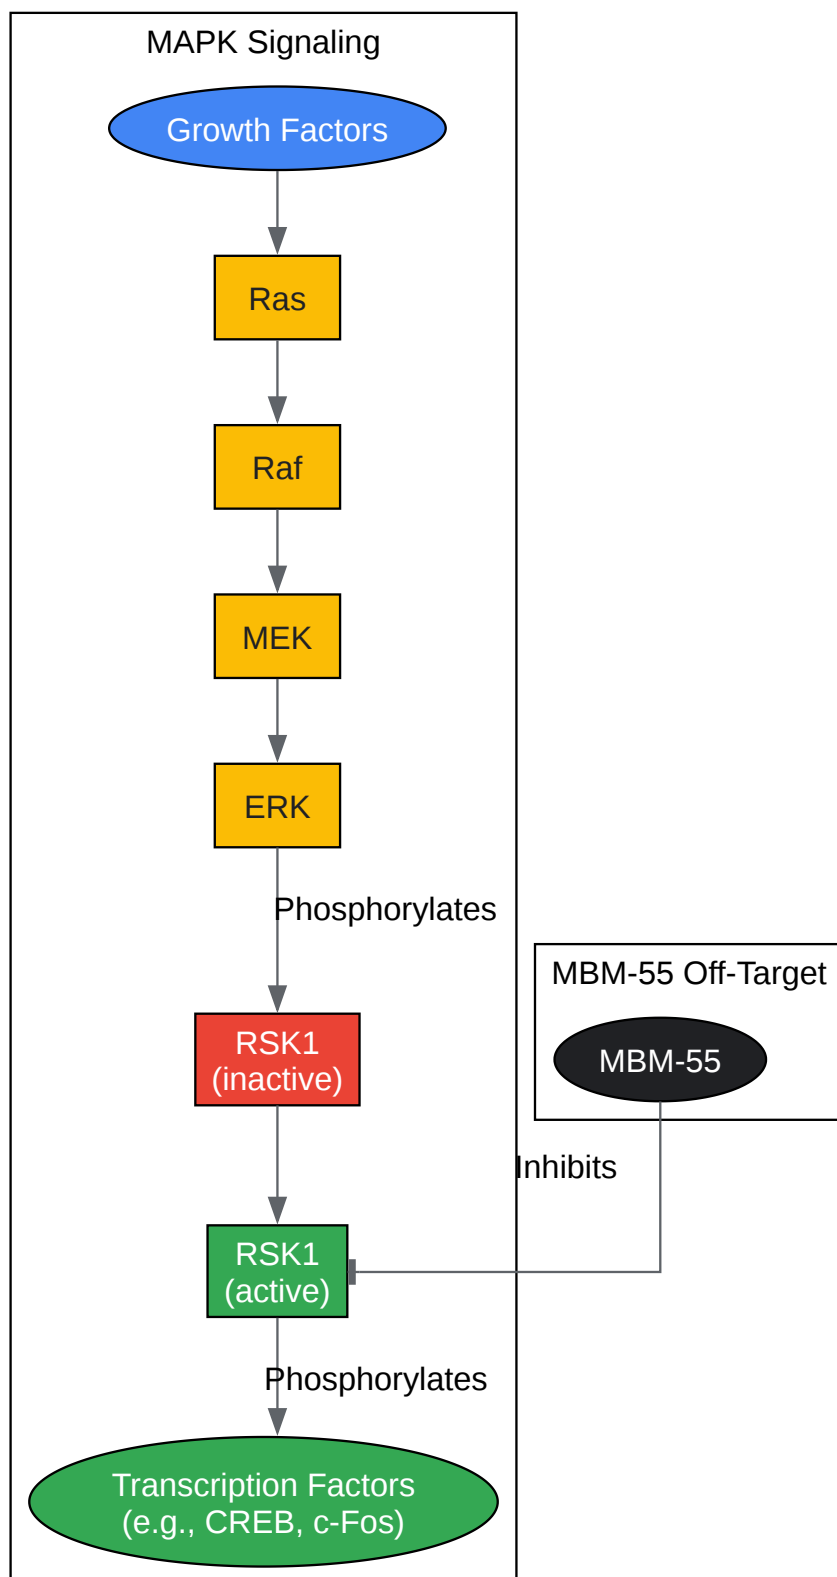 MAPK Signaling
Growth Factors
Ras
Raf
MEK
ERK
Phosphorylates
MBM-55 Off-Target
RSK1
(inactive)
MBM-55
Inhibits
RSK1
(active)
Phosphorylates
Transcription Factors
(e.g., CREB, c-Fos)